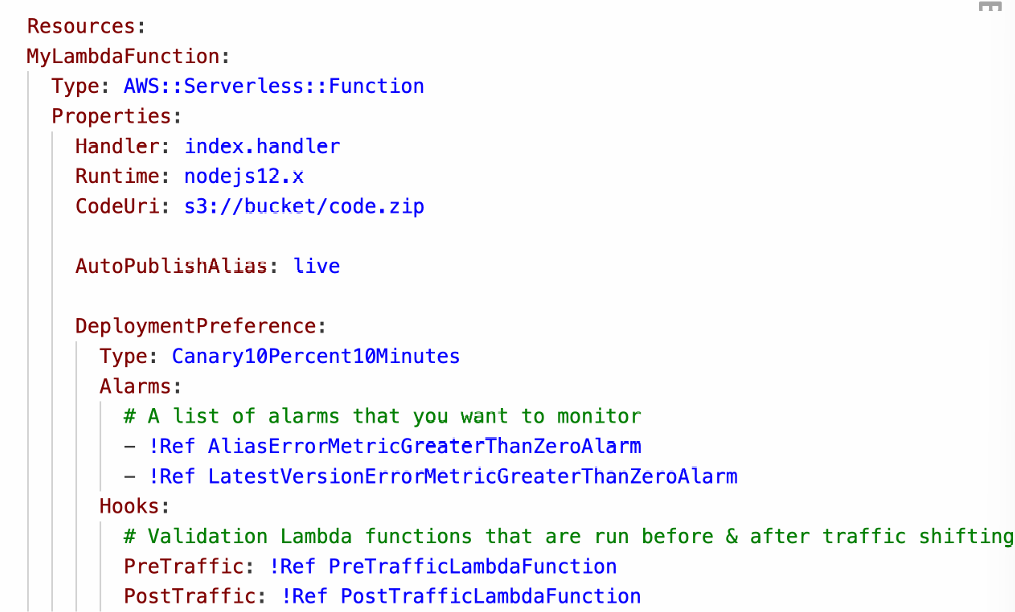 Resources:
MyLambdaFunction:
Type: AWS::Serverless::Function
Properties:
Handler: index.handler
Runtime: nodejs12.x
CodeUri: s3://bucket/code.zip
AutoPublishAlias: live
DeploymentPreference:
Type: Canary10Percent10Minutes
Alarms:
# A list of alarms that you want to monitor
- !Ref AliasErrorMetricGreaterThanZeroAlarm
- !Ref LatestVersionErrorMetricGreaterThanZeroAlarm
Hooks:
# Validation Lambda functions that are run before & after traffic shifting
PreTraffic: !Ref PreTrafficLambdaFunction
PostTraffic: !Ref PostTrafficLambdaFunction